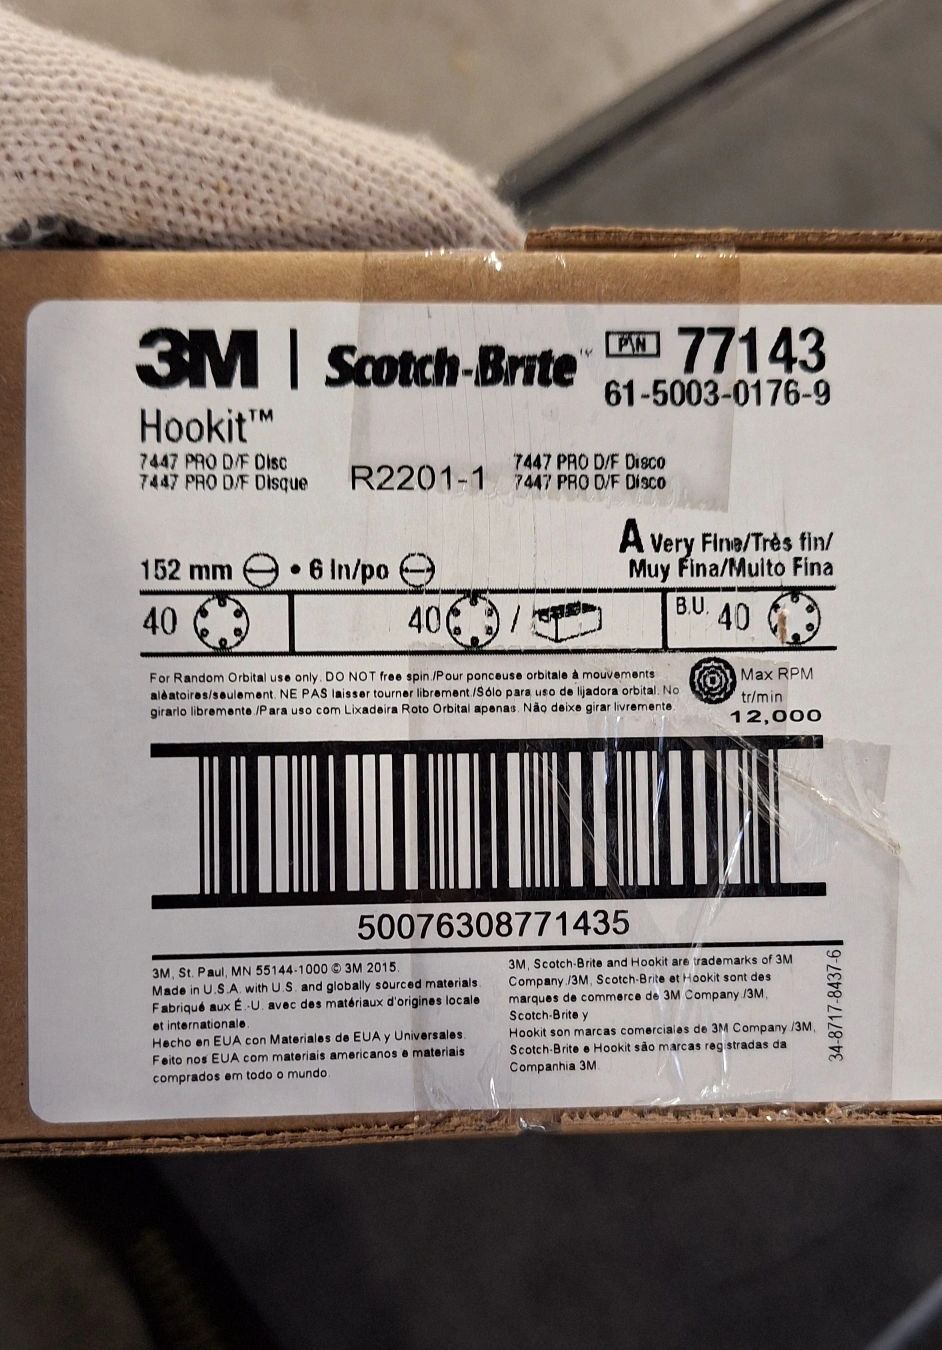 3M | Scotch-Brite™ P\N 77143
61-5003-0176-9
Hookit™
7447 PRO D/F Disc
7447 PRO D/F Disque
R2201-1
7447 PRO D/F Disco
7447 PRO D/F Disco
A Very Fine/Très fin/
Muy Fina/Muito Fina
152 mm • 6 in/po
40 40 / B.U. 40
For Random Orbital use only. DO NOT free spin./Pour ponceuse orbitale à mouvements
aléatoires/seulement. NE PAS laisser tourner librement./Sólo para uso de lijadora orbital. No
girarlo libremente./Para uso com Lixadeira Roto Orbital apenas. Não deixe girar livremente.
Max RPM
tr/min
12,000
50076308771435
3M, St. Paul, MN 55144-1000 © 3M 2015.
Made in U.S.A. with U.S. and globally sourced materials.
Fabriqué aux É.-U. avec des matériaux d'origines locale
et internationale.
Hecho en EUA con Materiales de EUA y Universales.
Feito nos EUA com materiais americanos e materiais
comprados em todo o mundo.
3M, Scotch-Brite and Hookit are trademarks of 3M
Company./3M, Scotch-Brite et Hookit sont des
marques de commerce de 3M Company./3M,
Scotch-Brite y
Hookit son marcas comerciales de 3M Company./3M,
Scotch-Brite e Hookit são marcas registradas da
Companhia 3M.
34-8717-8437-6